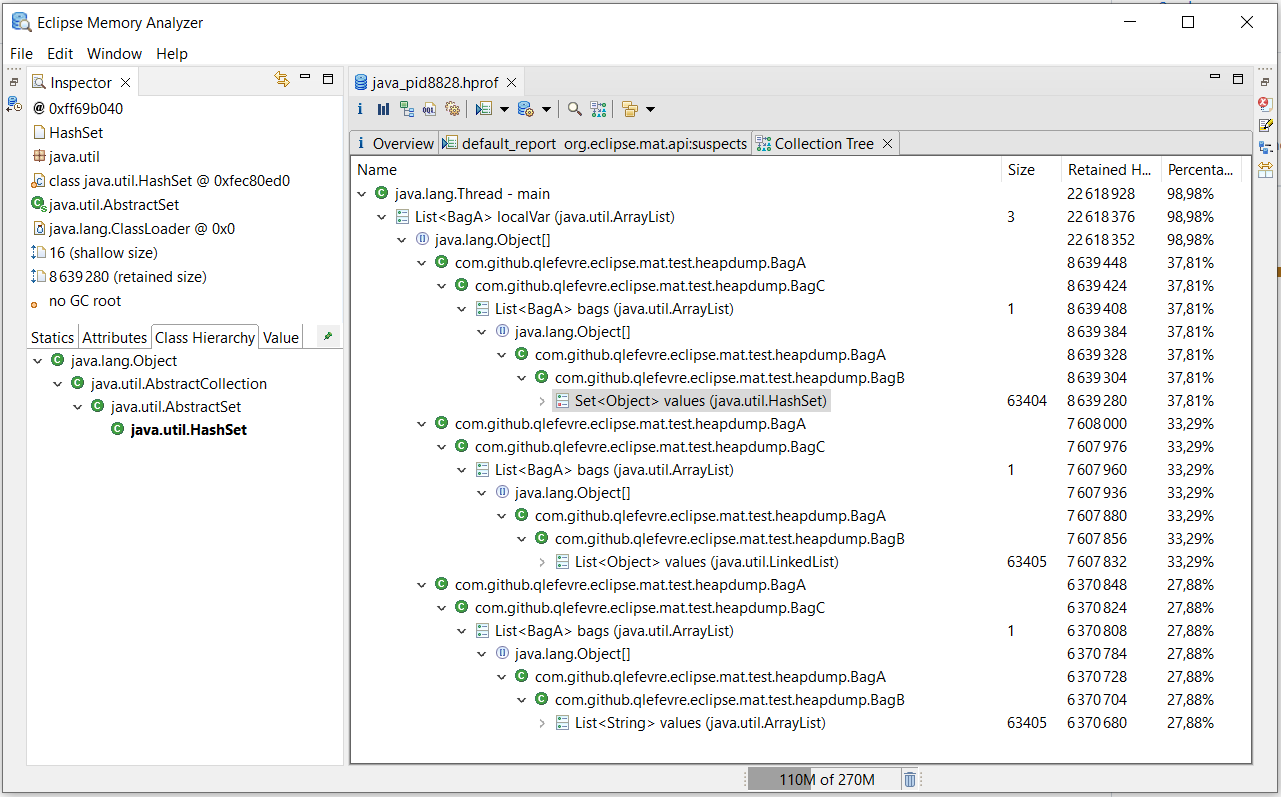 Eclipse Memory Analyzer
File Edit Window Help
Inspector
@ 0xff69b040
HashSet
java.util
class java.util.HashSet @ 0xfec80ed0
java.util.AbstractSet
java.lang.ClassLoader @ 0x0
16 (shallow size)
8 639 280 (retained size)
no GC root
Statics Attributes Class Hierarchy Value
java.lang.Object
java.util.AbstractCollection
java.util.AbstractSet
java.util.HashSet
java_pid8828.hprof
OQL
i Overview default_report org.eclipse.mat.api:suspects Collection Tree
Name Size Retained H... Percenta...
java.lang.Thread - main 22 618 928 98,98%
List<BagA> localVar (java.util.ArrayList) 3 22 618 376 98,98%
java.lang.Object[] 22 618 352 98,98%
com.github.qlefevre.eclipse.mat.test.heapdump.BagA 8 639 448 37,81%
com.github.qlefevre.eclipse.mat.test.heapdump.BagC 8 639 424 37,81%
List<BagA> bags (java.util.ArrayList) 1 8 639 408 37,81%
java.lang.Object[] 8 639 384 37,81%
com.github.qlefevre.eclipse.mat.test.heapdump.BagA 8 639 328 37,81%
com.github.qlefevre.eclipse.mat.test.heapdump.BagB 8 639 304 37,81%
Set<Object> values (java.util.HashSet) 63404 8 639 280 37,81%
com.github.qlefevre.eclipse.mat.test.heapdump.BagA 7 608 000 33,29%
com.github.qlefevre.eclipse.mat.test.heapdump.BagC 7 607 976 33,29%
List<BagA> bags (java.util.ArrayList) 1 7 607 960 33,29%
java.lang.Object[] 7 607 936 33,29%
com.github.qlefevre.eclipse.mat.test.heapdump.BagA 7 607 880 33,29%
com.github.qlefevre.eclipse.mat.test.heapdump.BagB 7 607 856 33,29%
List<Object> values (java.util.LinkedList) 63405 7 607 832 33,29%
com.github.qlefevre.eclipse.mat.test.heapdump.BagA 6 370 848 27,88%
com.github.qlefevre.eclipse.mat.test.heapdump.BagC 6 370 824 27,88%
List<BagA> bags (java.util.ArrayList) 1 6 370 808 27,88%
java.lang.Object[] 6 370 784 27,88%
com.github.qlefevre.eclipse.mat.test.heapdump.BagA 6 370 728 27,88%
com.github.qlefevre.eclipse.mat.test.heapdump.BagB 6 370 704 27,88%
List<String> values (java.util.ArrayList) 63405 6 370 680 27,88%
110M of 270M